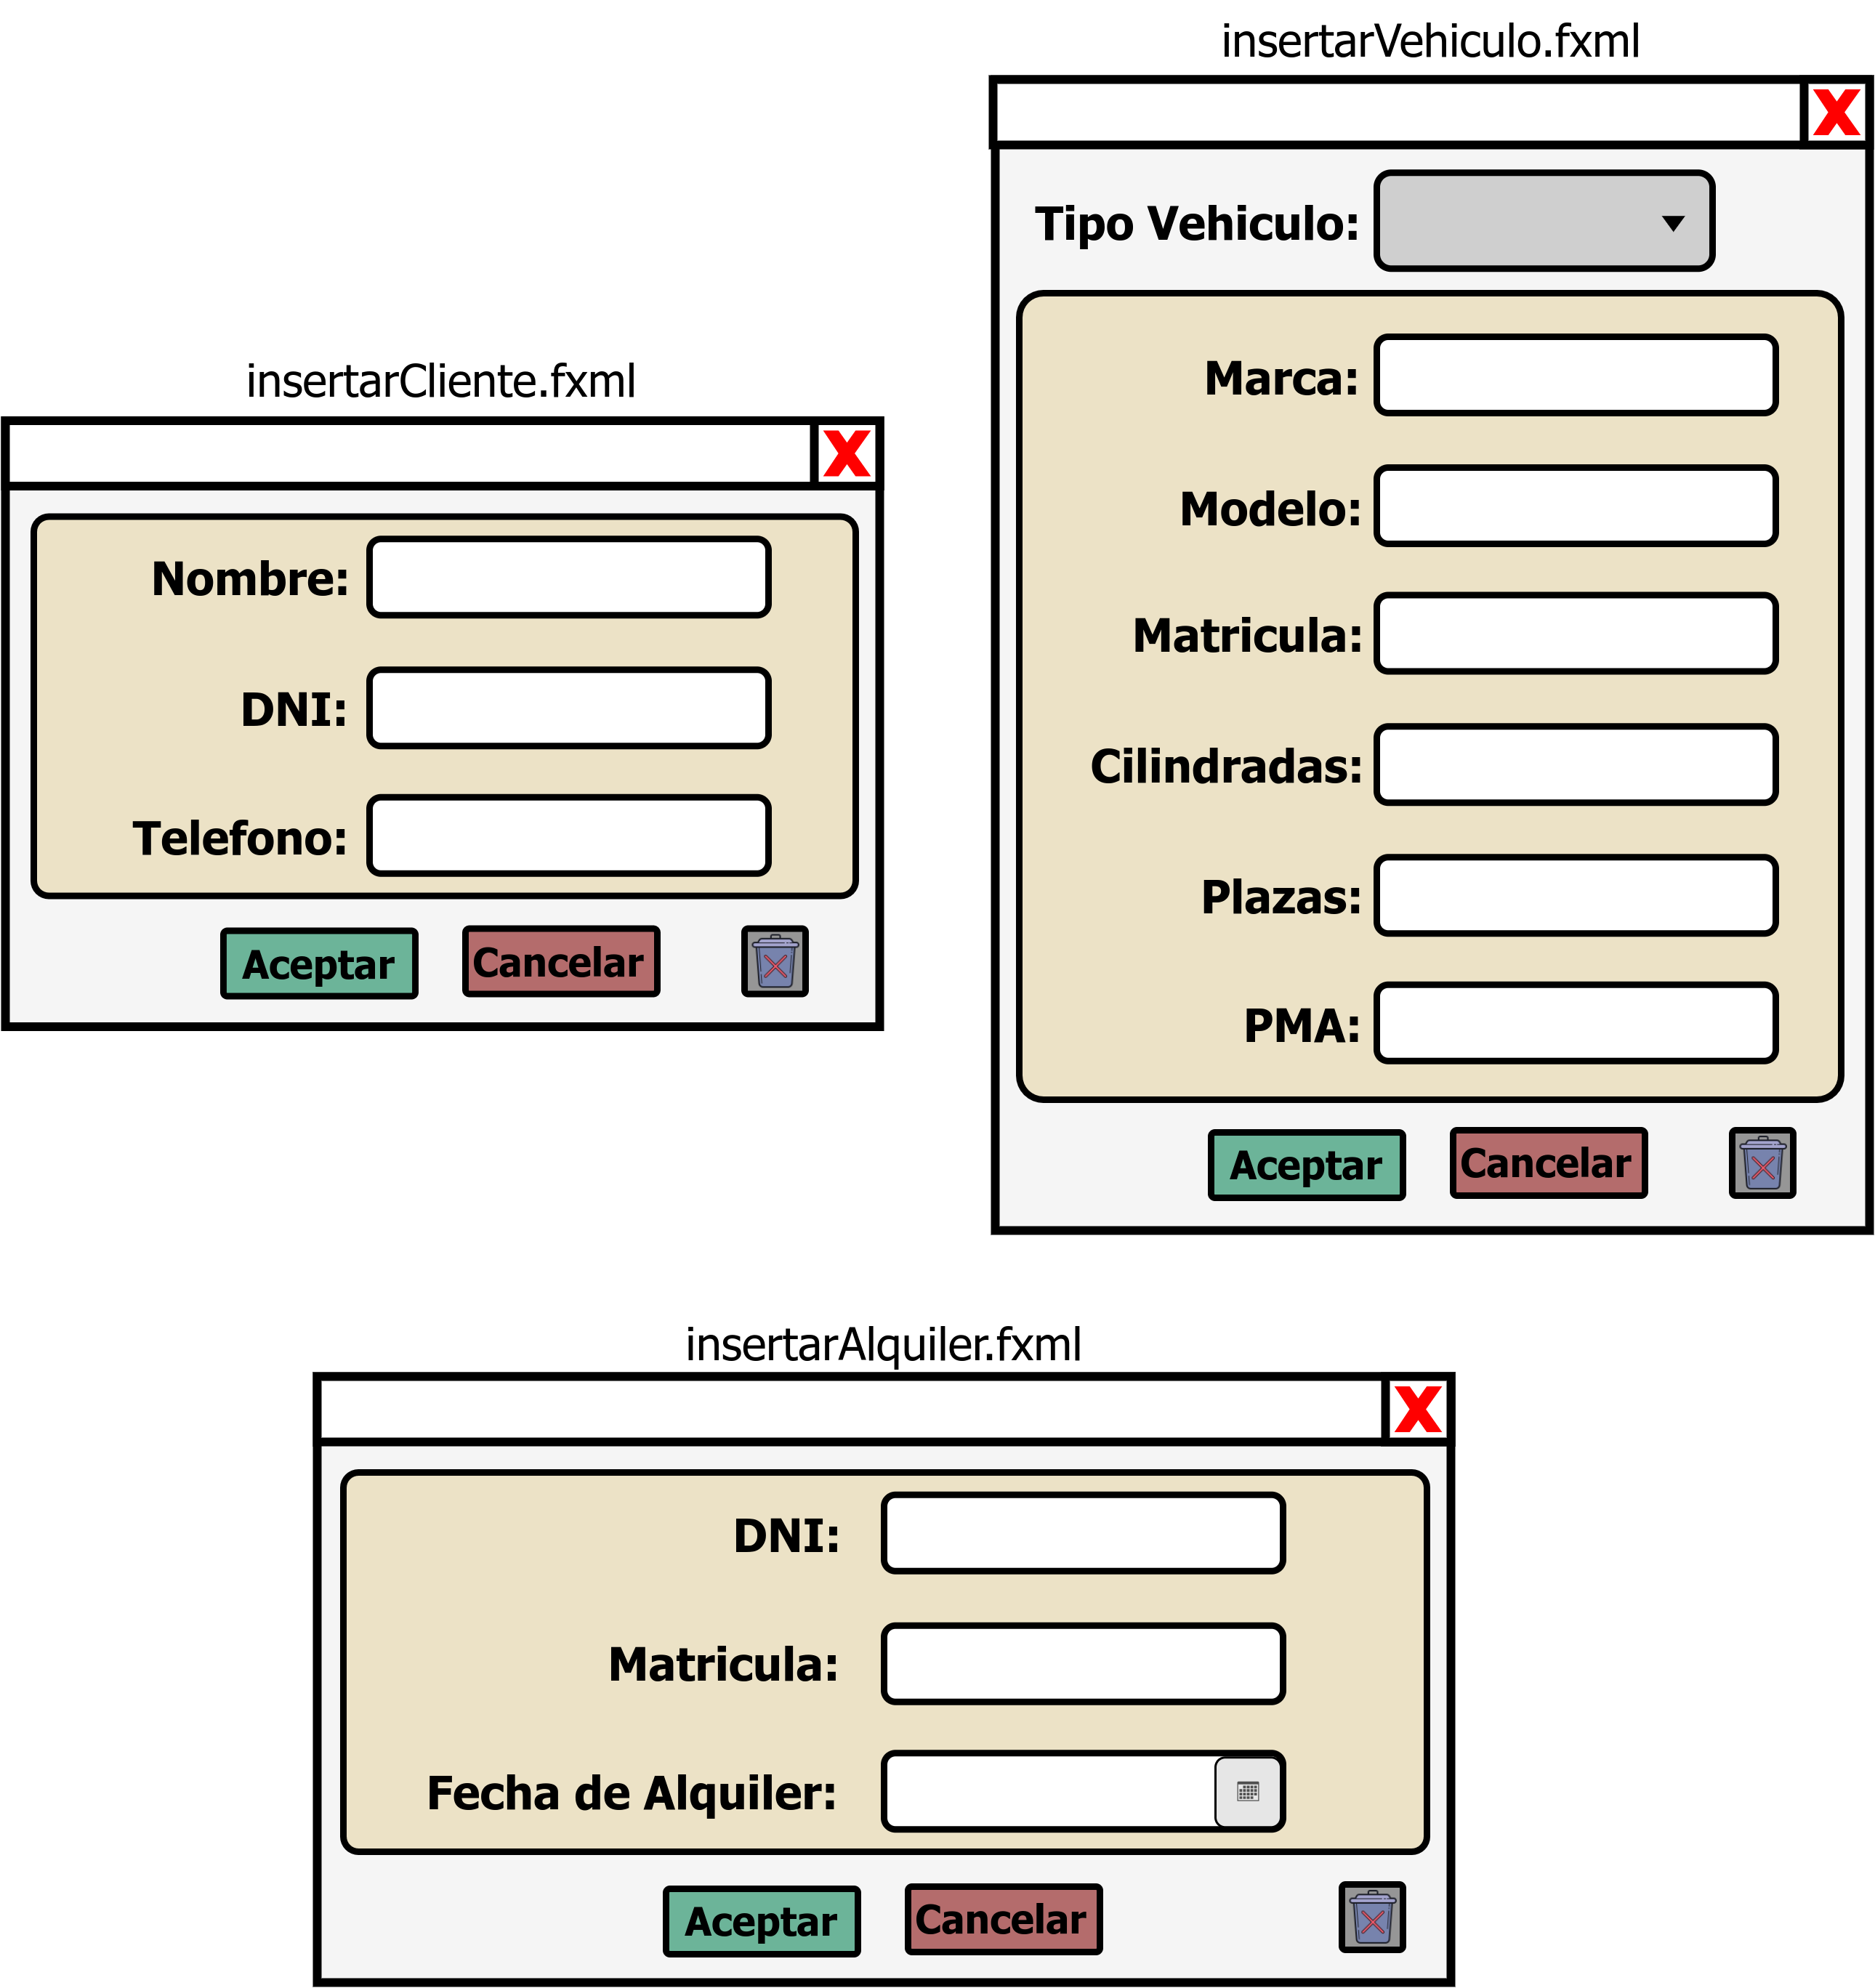 insertarVehiculo.fxml
X
Tipo Vehiculo:
Marca:
Modelo:
Matricula:
Cilindradas:
Plazas:
PMA:
Aceptar
Cancelar
insertarCliente.fxml
X
Nombre:
DNI:
Telefono:
Aceptar
Cancelar
insertarAlquiler.fxml
X
DNI:
Matricula:
Fecha de Alquiler:
Aceptar
Cancelar